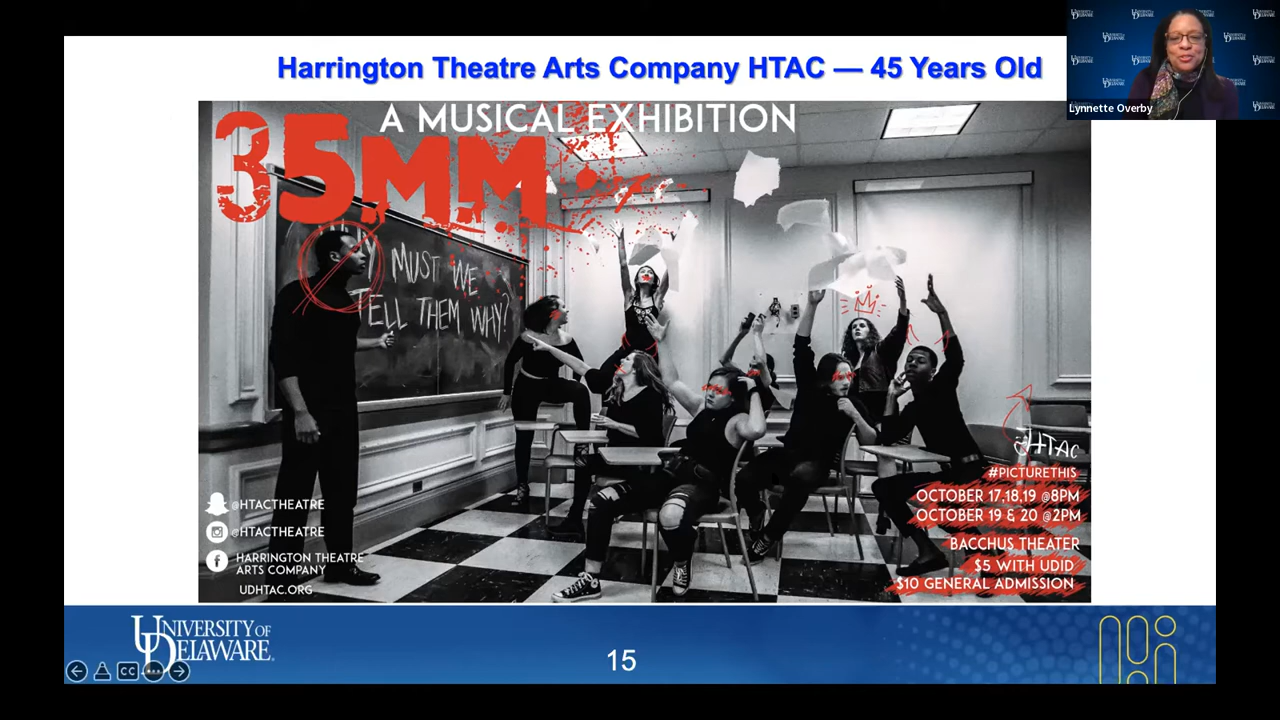 Harrington Theatre Arts Company HTAC — 45 Years Old
Lynnette Overby
A MUSICAL EXHIBITION
35MM
WHY MUST WE
TELL THEM WHY?
HTAC
#PICTURETHIS
OCTOBER 17,18,19 @8PM
OCTOBER 19 & 20 @2PM
BACCHUS THEATER
$5 WITH UDID
$10 GENERAL ADMISSION
@HTACTHEATRE
@HTACTHEATRE
HARRINGTON THEATRE
ARTS COMPANY
UDHTAC.ORG
UNIVERSITY OF
DELAWARE
15
CC